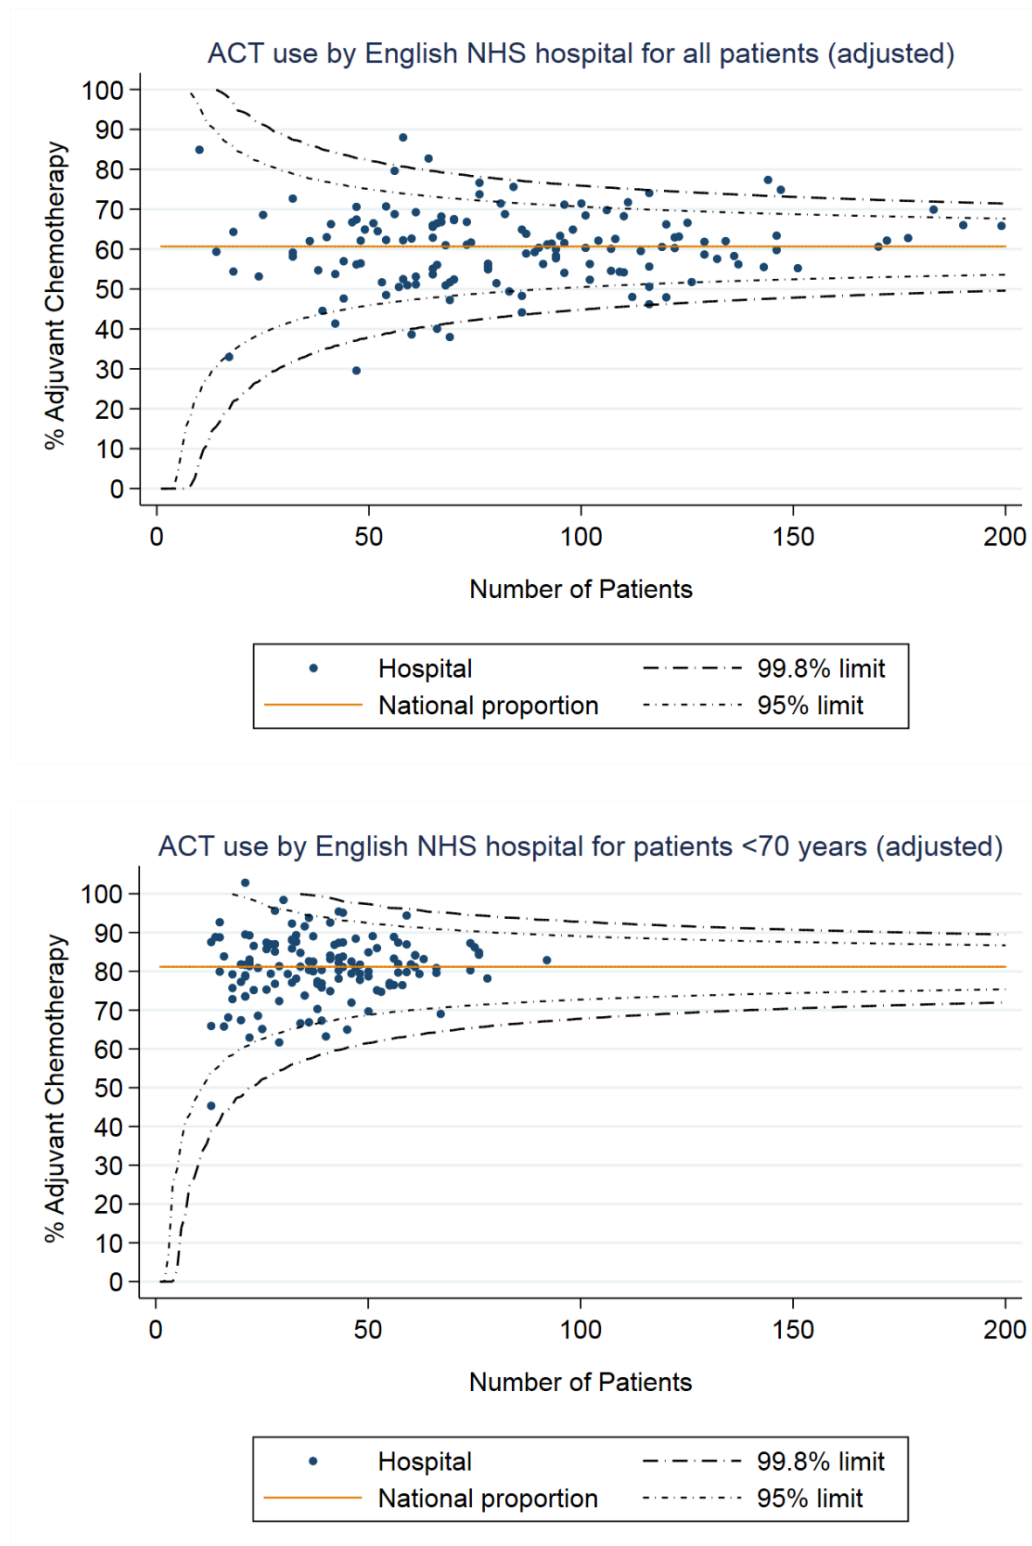 ACT use by English NHS hospital for all patients (adjusted)
100
90
80
70
60
50
40
30
20
10
0
% Adjuvant Chemotherapy
0 50 100 150 200
Number of Patients
Hospital 99.8% limit
National proportion 95% limit
ACT use by English NHS hospital for patients <70 years (adjusted)
100
90
80
70
60
50
40
30
20
10
0
% Adjuvant Chemotherapy
0 50 100 150 200
Number of Patients
Hospital 99.8% limit
National proportion 95% limit